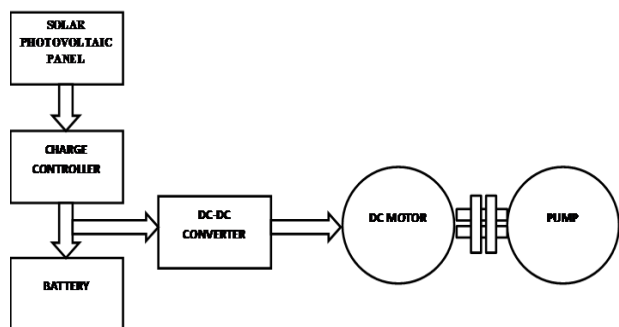 SOLAR
PHOTOVOLTAIC
PANEL
CHARGE
CONTROLLER
DC-DC
CONVERTER
DC MOTOR
PUMP
BATTERY